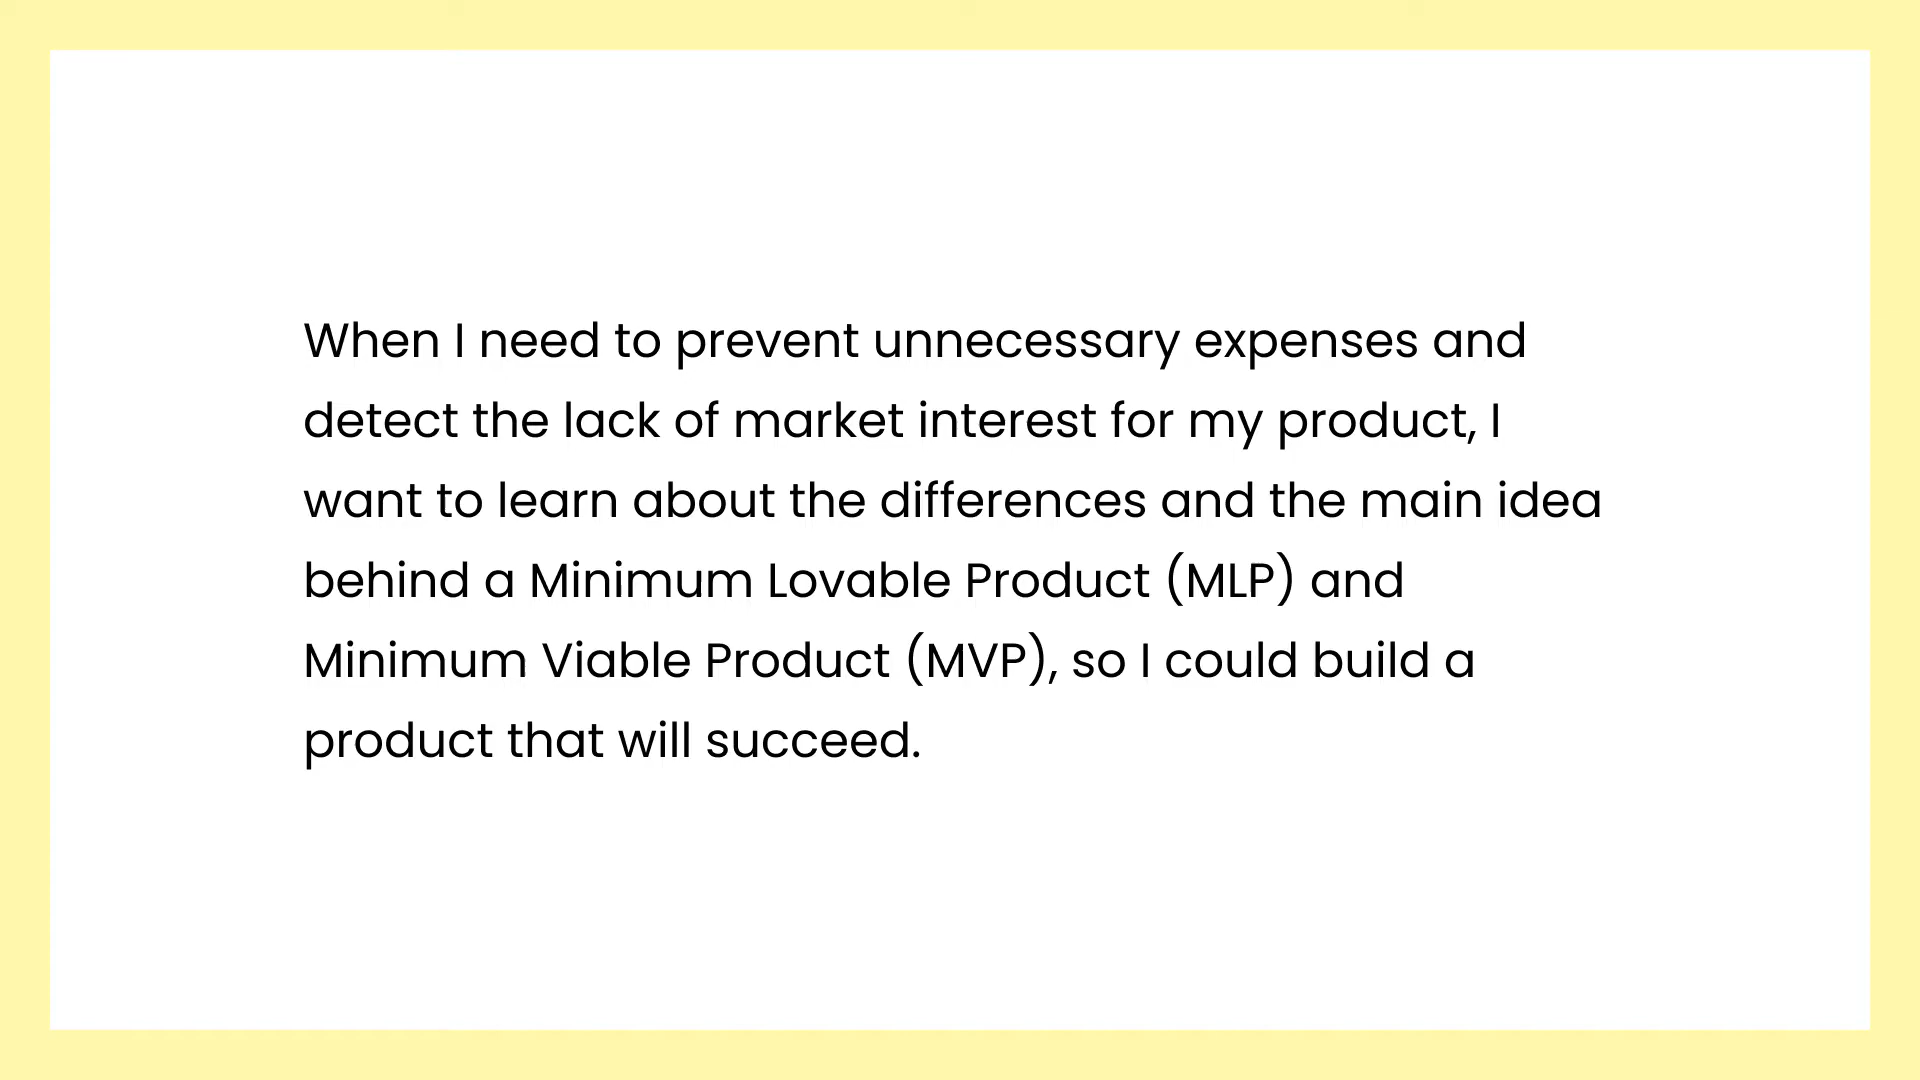 When I need to prevent unnecessary expenses and
detect the lack of market interest for my product, I
want to learn about the differences and the main idea
behind a Minimum Lovable Product (MLP) and
Minimum Viable Product (MVP), so I could build a
product that will succeed.